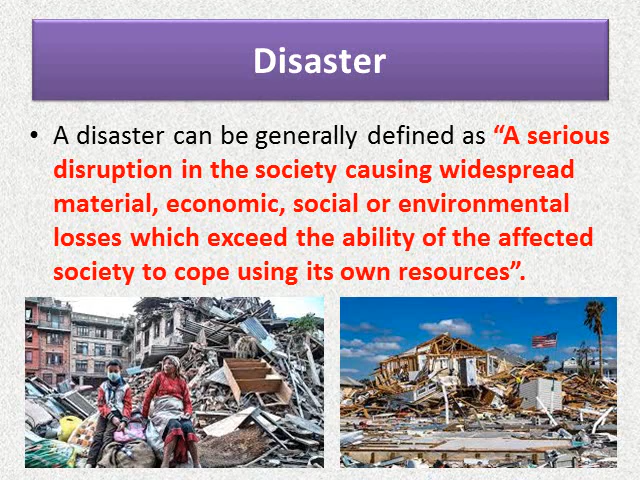 Disaster
• A disaster can be generally defined as “A serious
disruption in the society causing widespread
material, economic, social or environmental
losses which exceed the ability of the affected
society to cope using its own resources”.